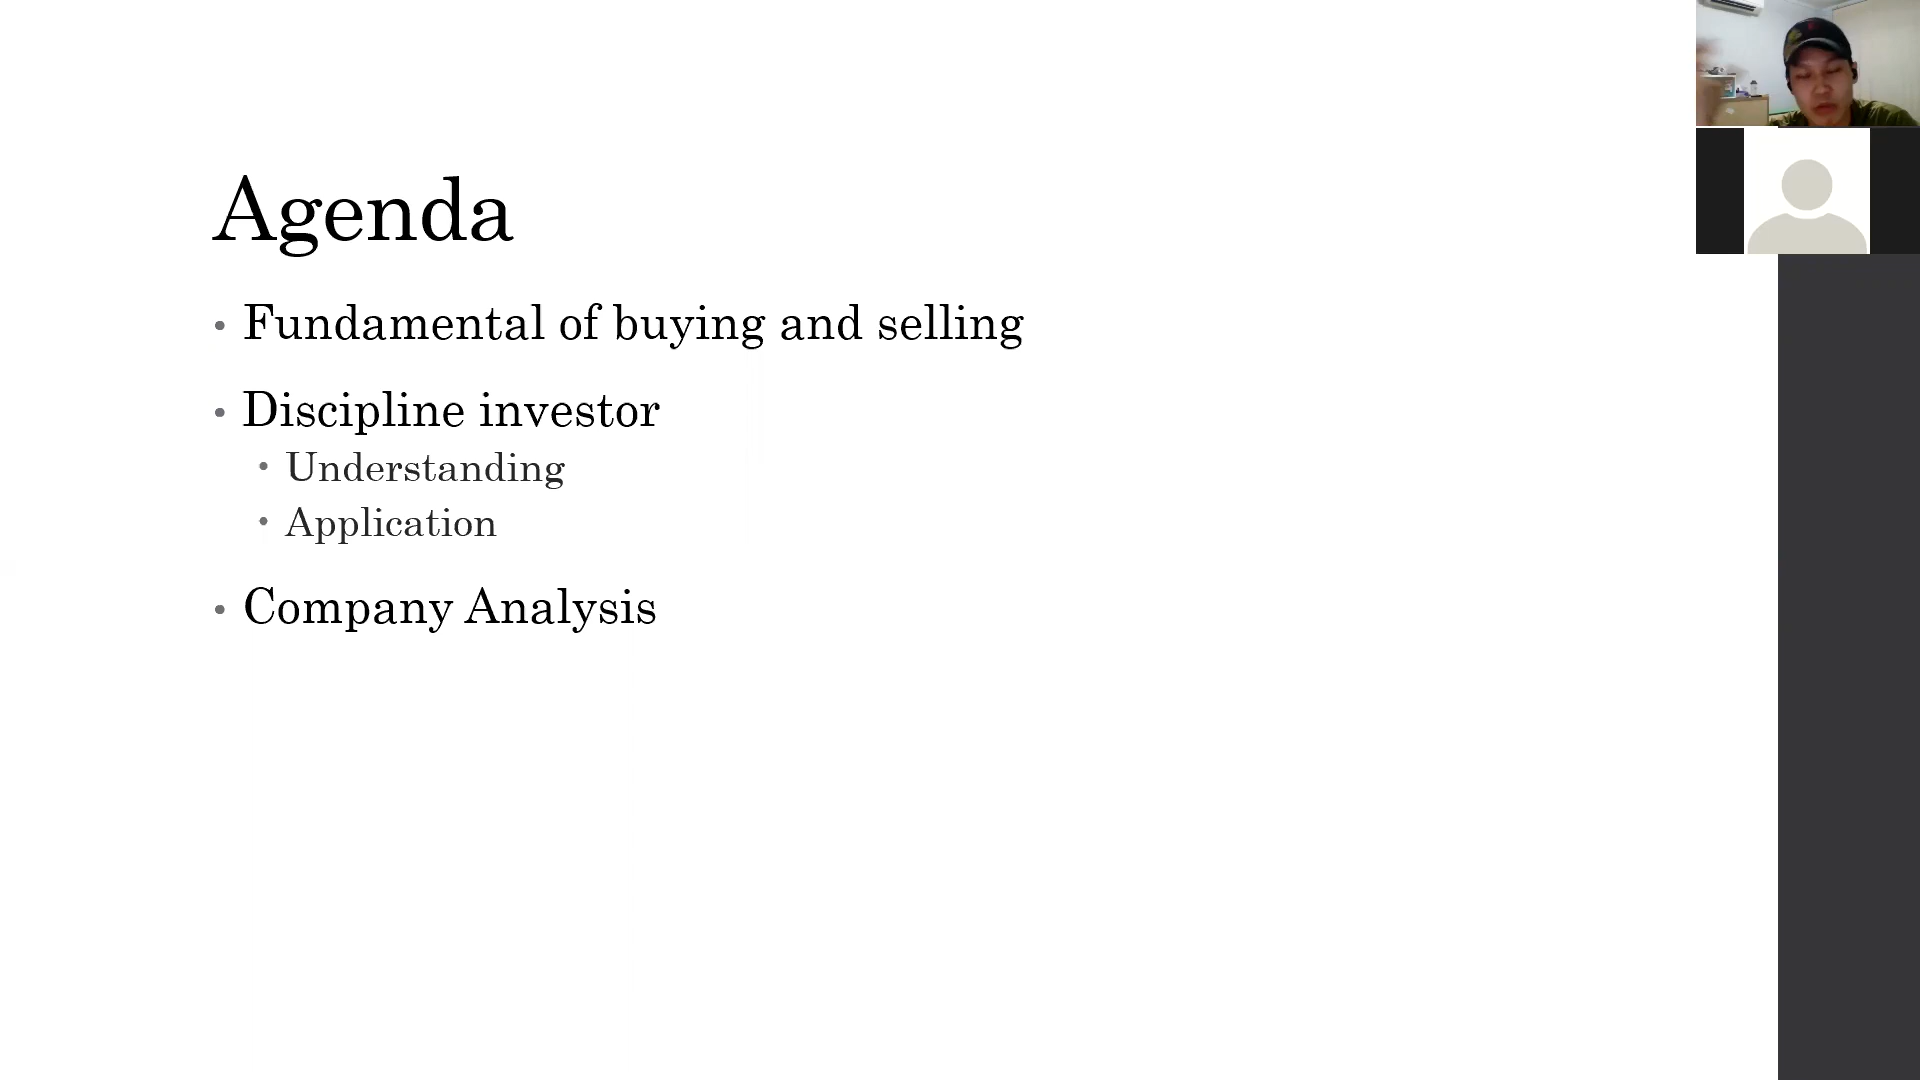 Agenda
• Fundamental of buying and selling
• Discipline investor
• Understanding
• Application
• Company Analysis